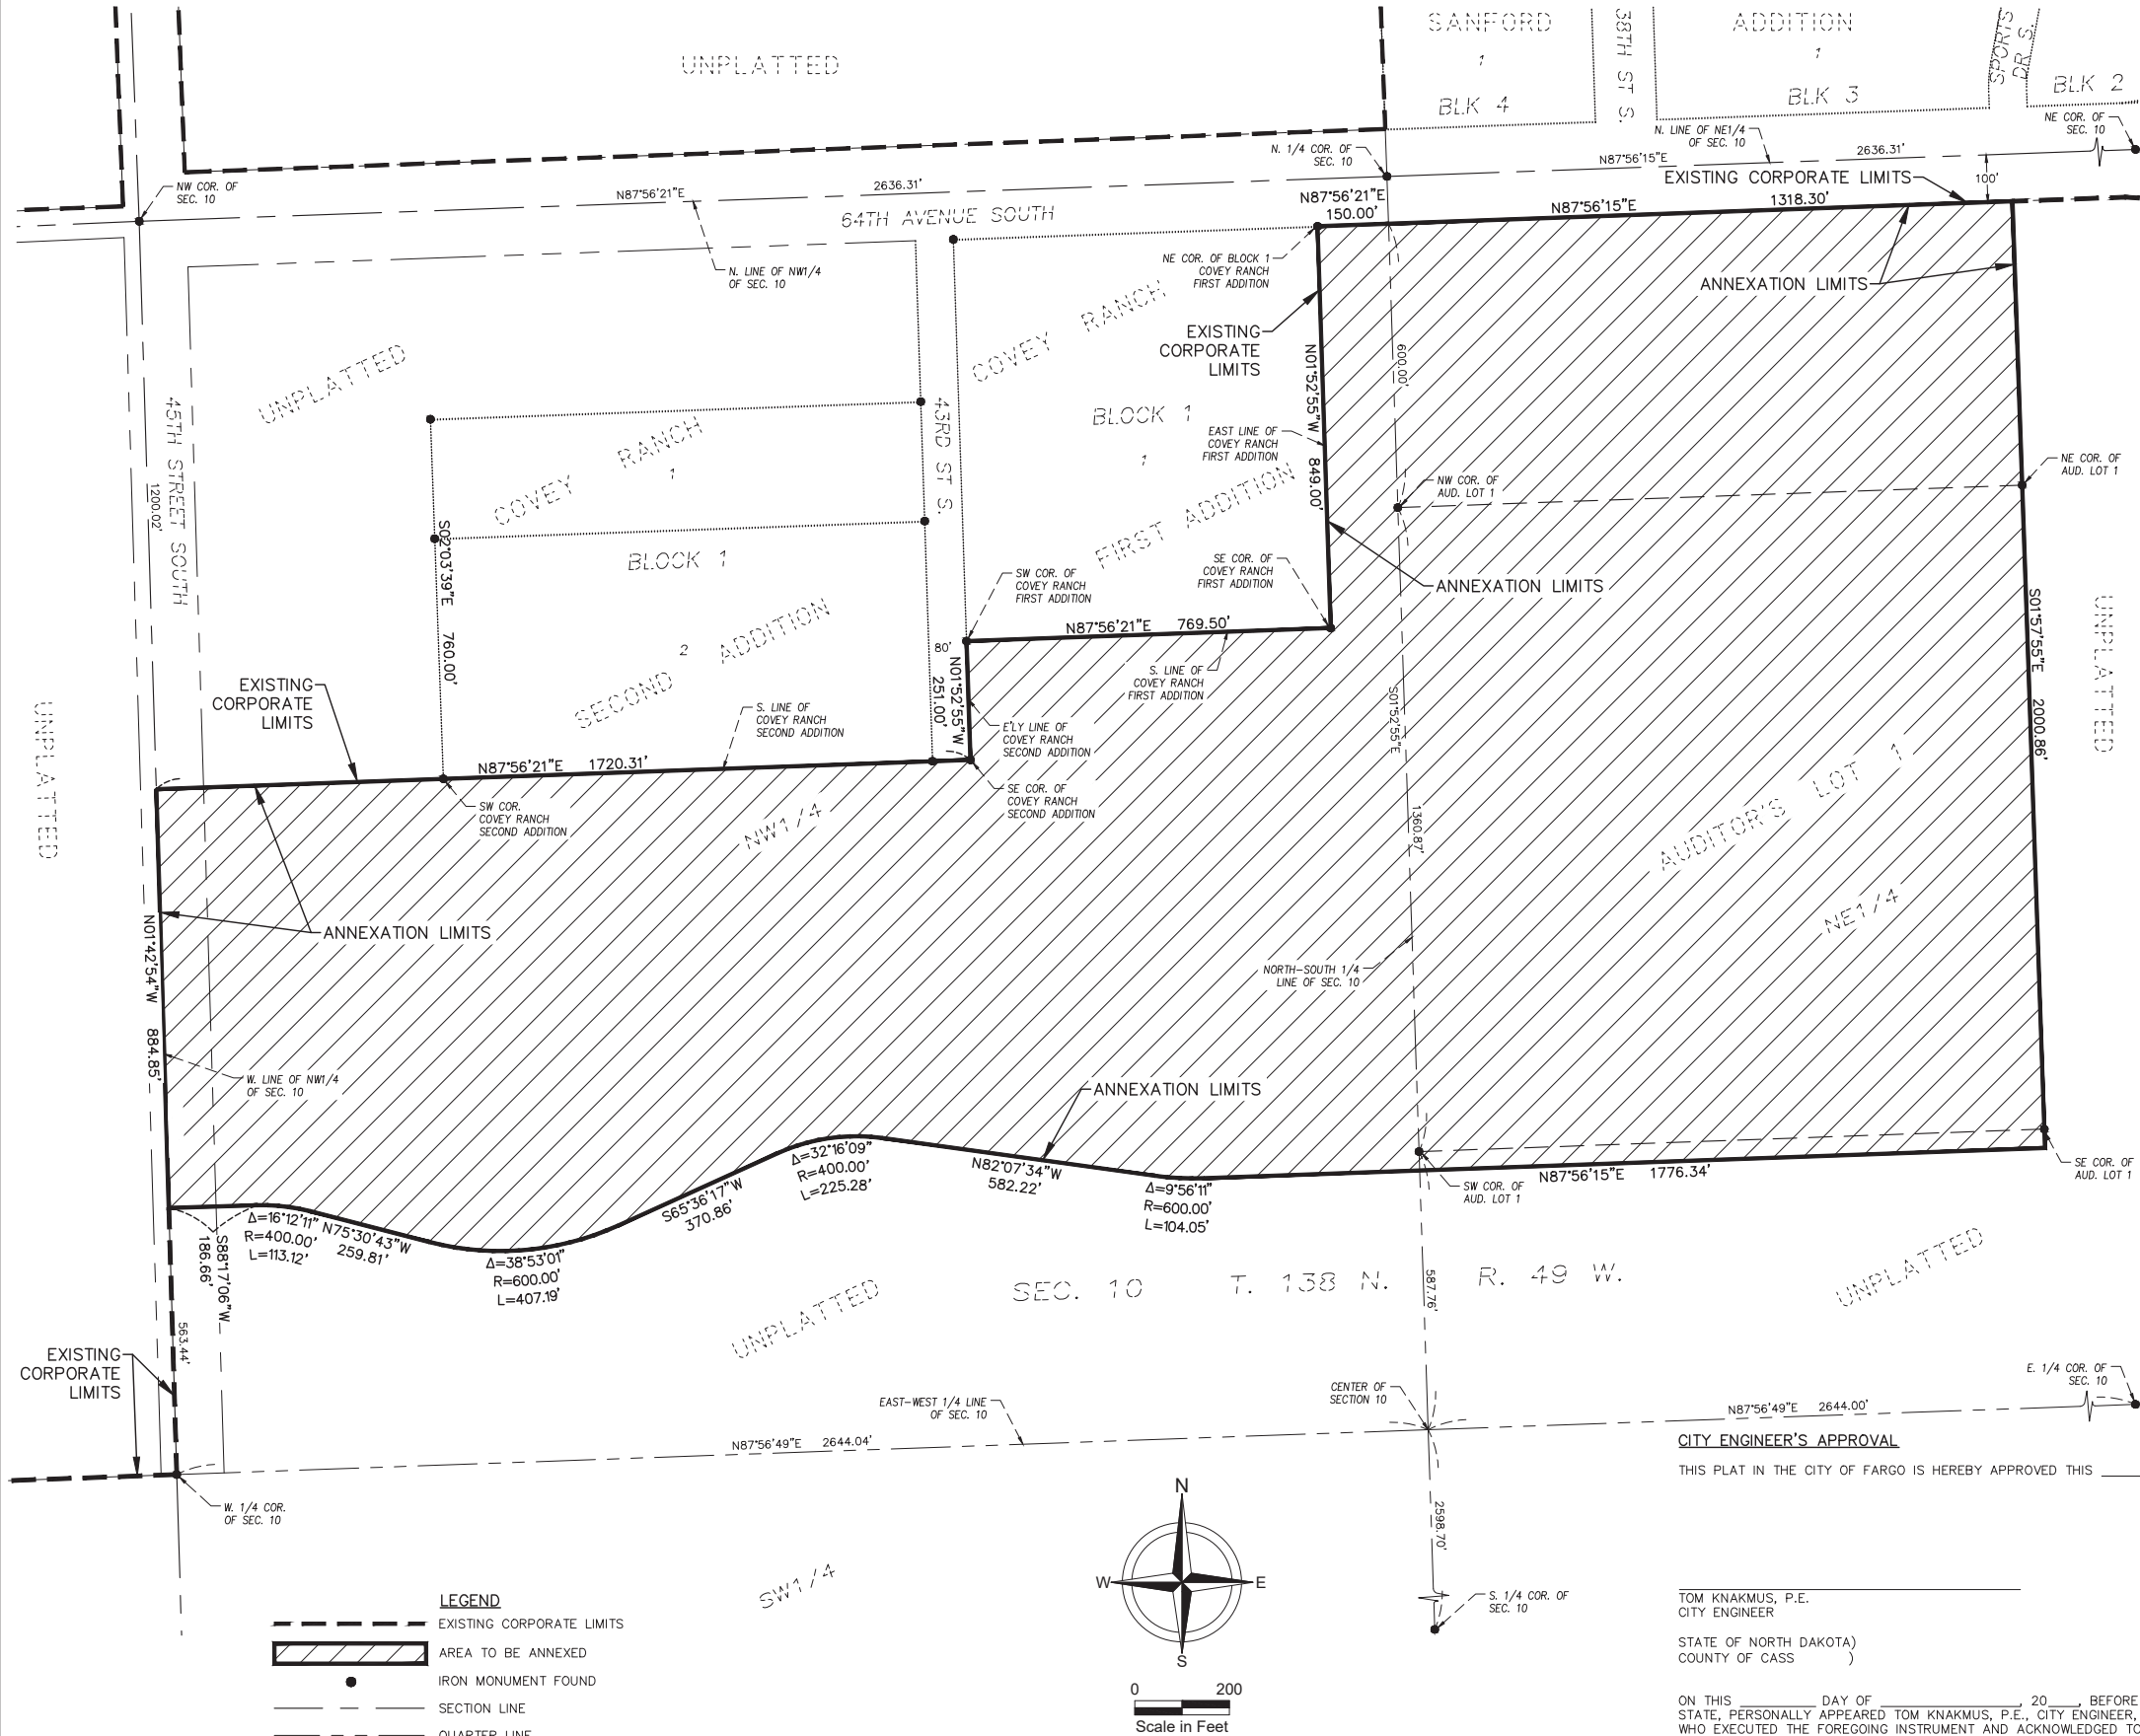 UNPLATTED
SANFORD
1
BLK 4
38TH ST S.
ADDITION
1
BLK 3
SPORTS
DR S.
BLK 2
NE COR. OF
SEC. 10
N. LINE OF NE1/4
OF SEC. 10
N. 1/4 COR. OF
SEC. 10
N87°56'15"E
2636.31'
100'
EXISTING CORPORATE LIMITS
NW COR. OF
SEC. 10
N87°56'21"E
2636.31'
64TH AVENUE SOUTH
N87°56'21"E
150.00'
N87°56'15"E
1318.30'
N. LINE OF NW1/4
OF SEC. 10
NE COR. OF BLOCK 1
COVEY RANCH
FIRST ADDITION
ANNEXATION LIMITS
EXISTING
CORPORATE
LIMITS
UNPLATTED
COVEY RANCH
BLOCK 1
1
FIRST ADDITION
N01°52'55"W 849.00'
600.00'
EAST LINE OF
COVEY RANCH
FIRST ADDITION
45TH STREET SOUTH
1200.02'
43RD ST S.
COVEY RANCH
1
NW COR. OF
AUD. LOT 1
NE COR. OF
AUD. LOT 1
S02°03'39"E 760.00'
BLOCK 1
2
SECOND ADDITION
SW COR. OF
COVEY RANCH
FIRST ADDITION
SE COR. OF
COVEY RANCH
FIRST ADDITION
ANNEXATION LIMITS
S01°57'55"E 2000.86'
UNPLATTED
N87°56'21"E 769.50'
80'
N01°52'55"W
251.00'
S. LINE OF
COVEY RANCH
FIRST ADDITION
S01°52'55"E
UNPLATTED
EXISTING
CORPORATE
LIMITS
S. LINE OF
COVEY RANCH
SECOND ADDITION
E'LY LINE OF
COVEY RANCH
SECOND ADDITION
N87°56'21"E 1720.31'
SW COR.
COVEY RANCH
SECOND ADDITION
SE COR. OF
COVEY RANCH
SECOND ADDITION
NW1/4
1360.87'
AUDITOR'S LOT 1
NE1/4
ANNEXATION LIMITS
N01°42'54"W 884.85'
NORTH-SOUTH 1/4
LINE OF SEC. 10
W. LINE OF NW1/4
OF SEC. 10
ANNEXATION LIMITS
Δ=32°16'09"
R=400.00'
L=225.28'
N82°07'34"W
582.22'
Δ=9°56'11"
R=600.00'
L=104.05'
N87°56'15"E 1776.34'
SW COR. OF
AUD. LOT 1
SE COR. OF
AUD. LOT 1
S65°36'17"W
370.86'
S88°17'06"W
186.66'
Δ=16°12'11"
R=400.00'
L=113.12'
N75°30'43"W
259.81'
Δ=38°53'01"
R=600.00'
L=407.19'
UNPLATTED
SEC. 10 T. 138 N. R. 49 W.
587.76'
UNPLATTED
563.44'
EXISTING
CORPORATE
LIMITS
EAST-WEST 1/4 LINE
OF SEC. 10
CENTER OF
SECTION 10
E. 1/4 COR. OF
SEC. 10
N87°56'49"E 2644.04'
N87°56'49"E 2644.00'
W. 1/4 COR.
OF SEC. 10
2598.70'
S. 1/4 COR. OF
SEC. 10
SW1/4
N
W
E
S
0 200
Scale in Feet
LEGEND
EXISTING CORPORATE LIMITS
AREA TO BE ANNEXED
IRON MONUMENT FOUND
SECTION LINE
QUARTER LINE
CITY ENGINEER'S APPROVAL
THIS PLAT IN THE CITY OF FARGO IS HEREBY APPROVED THIS ____
TOM KNAKMUS, P.E.
CITY ENGINEER
STATE OF NORTH DAKOTA)
COUNTY OF CASS )
ON THIS ________ DAY OF ______________, 20___, BEFORE
STATE, PERSONALLY APPEARED TOM KNAKMUS, P.E., CITY ENGINEER,
WHO EXECUTED THE FOREGOING INSTRUMENT AND ACKNOWLEDGED TO